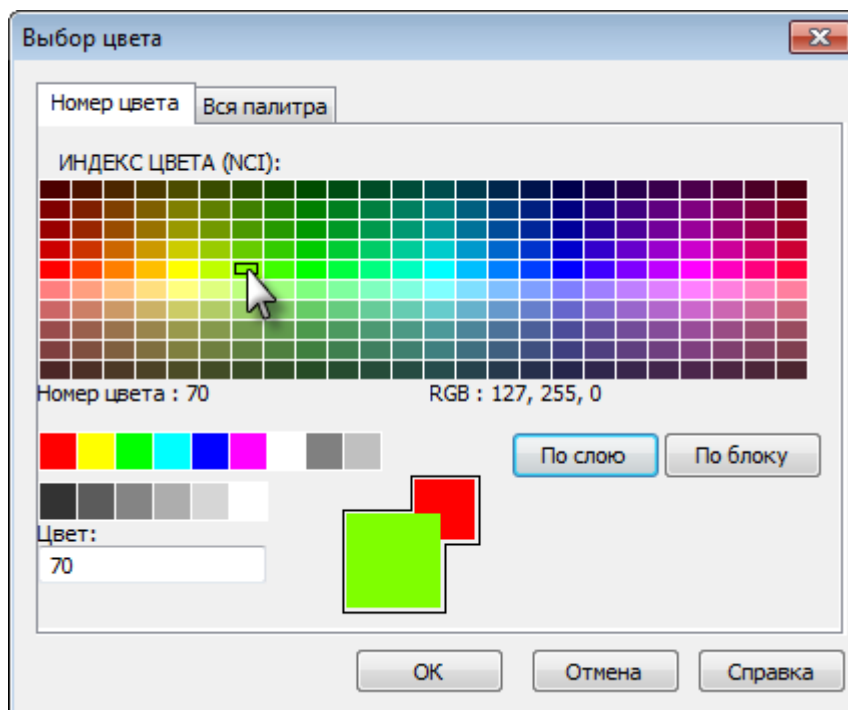 Выбор цвета
Номер цвета Вся палитра
ИНДЕКС ЦВЕТА (NCI):
Номер цвета : 70 RGB : 127, 255, 0
По слою По блоку
Цвет:
70
ОК Отмена Справка